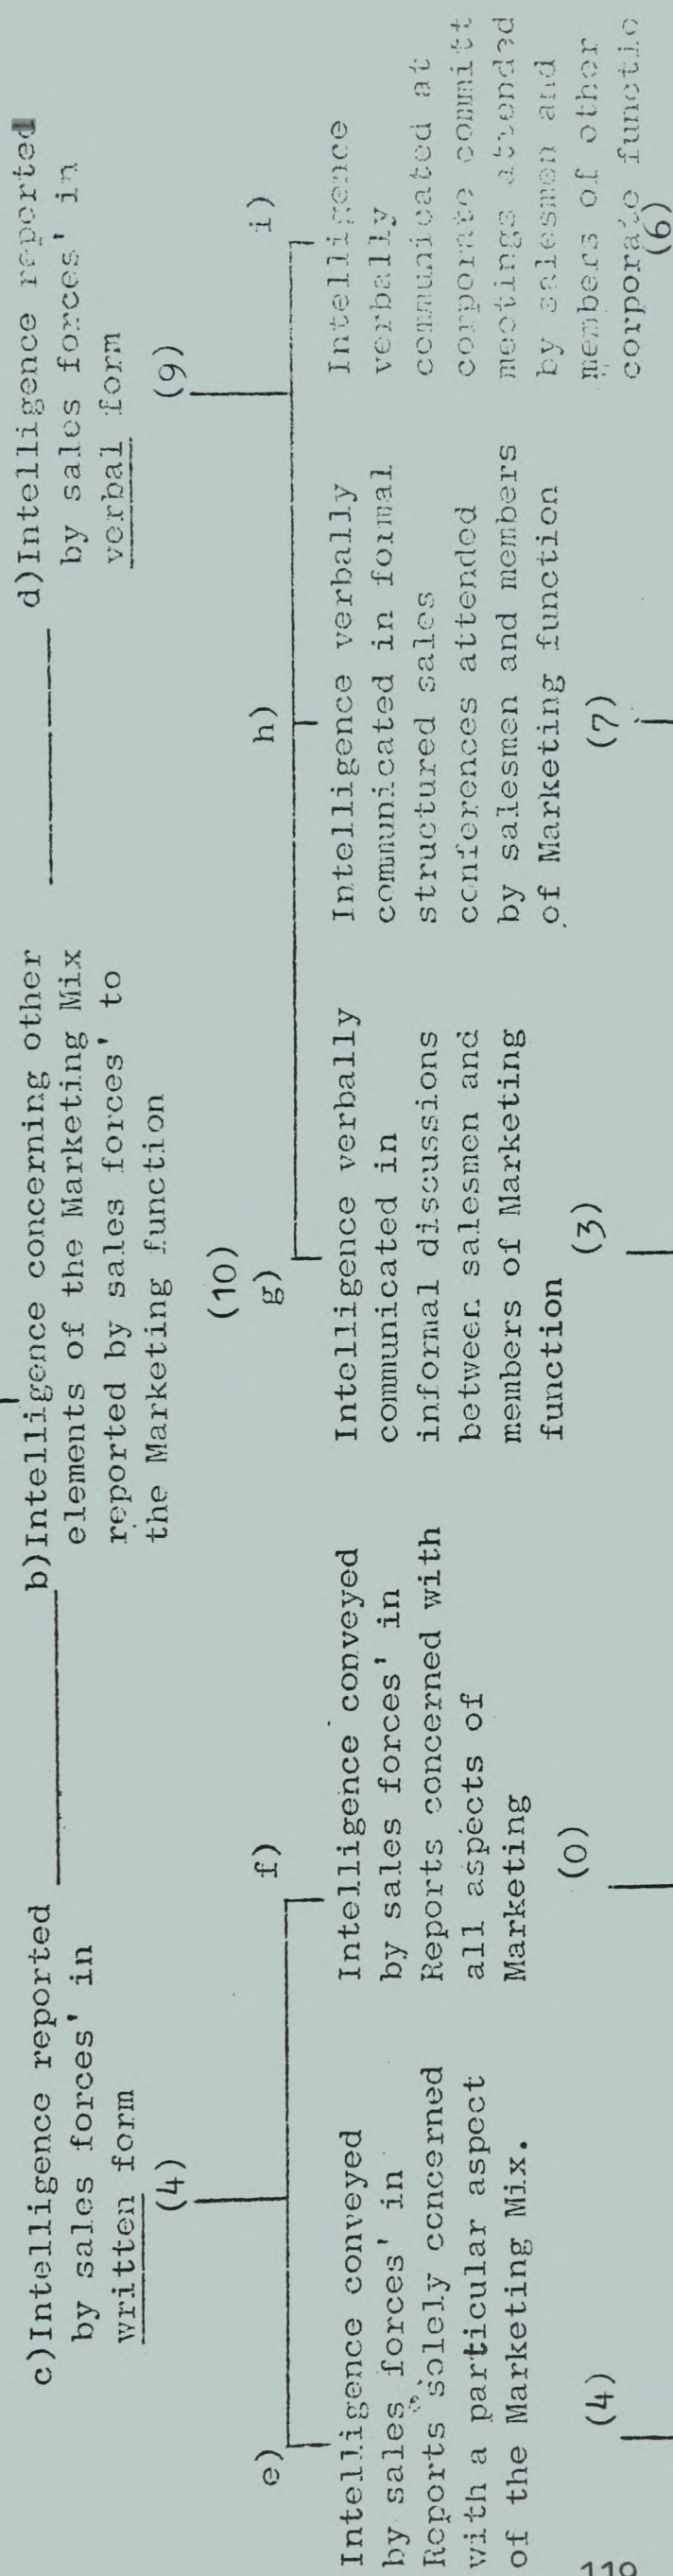 c)Intelligence reported
by sales forces' in
written form
(4)
b)Intelligence concerning other
elements of the Marketing Mix
reported by sales forces' to
the Marketing function
(10)
d)Intelligence reported
by sales forces' in
verbal form
(9)
e)
Intelligence conveyed
by sales forces' in
Reports solely concerned
with a particular aspect
of the Marketing Mix.
(4)
f)
Intelligence conveyed
by sales forces' in
Reports concerned with
all aspects of
Marketing
(0)
g)
Intelligence verbally
communicated in
informal discussions
between salesmen and
members of Marketing
function
(3)
h)
Intelligence verbally
communicated in formal
structured sales
conferences attended
by salesmen and members
of Marketing function
(7)
i)
Intelligence
verbally
communicated at
corporate committ
meetings attended
by salesmen and
members of other
corporate functio
(6)
119